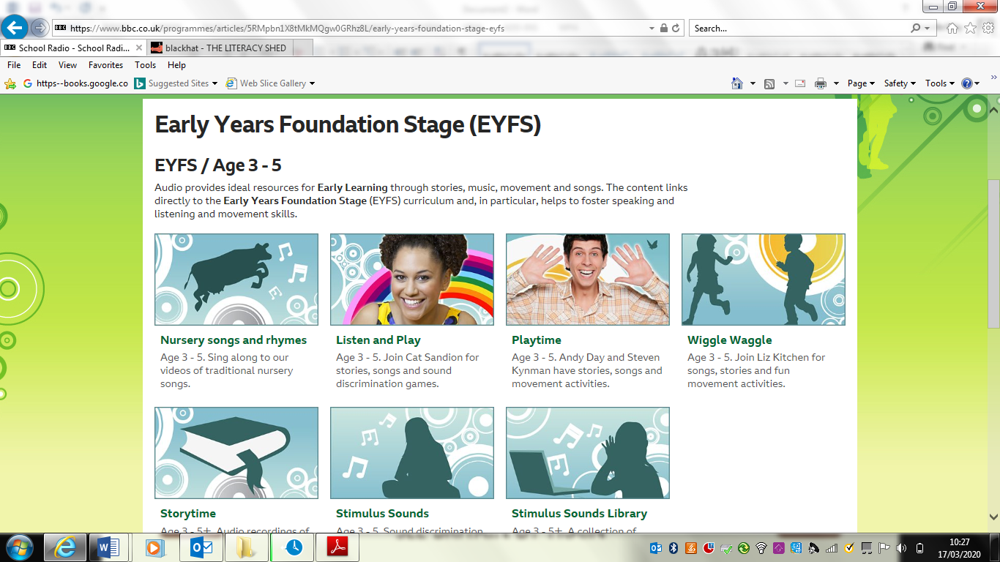 https://www.bbc.co.uk/programmes/articles/5RMpbn1X8tMkMQgw0GRhz8L/early-years-foundation-stage-eyfs
Search...
School Radio - School Radi...
blackhat - THE LITERACY SHED
File Edit View Favorites Tools Help
https--books.google.co
Suggested Sites
Web Slice Gallery
Page Safety Tools
Early Years Foundation Stage (EYFS)
EYFS / Age 3 - 5
Audio provides ideal resources for Early Learning through stories, music, movement and songs. The content links
directly to the Early Years Foundation Stage (EYFS) curriculum and, in particular, helps to foster speaking and
listening and movement skills.
Nursery songs and rhymes
Age 3 - 5. Sing along to our
videos of traditional nursery
songs.
Listen and Play
Age 3 - 5. Join Cat Sandion for
stories, songs and sound
discrimination games.
Playtime
Age 3 - 5. Andy Day and Steven
Kynman have stories, songs and
movement activities.
Wiggle Waggle
Age 3 - 5. Join Liz Kitchen for
songs, stories and fun
movement activities.
Storytime
Age 3 - 5+. Audio recordings of
Stimulus Sounds
Age 3 - 5. Sound discrimination
Stimulus Sounds Library
Age 3 - 5+. A collection of
10:27
17/03/2020